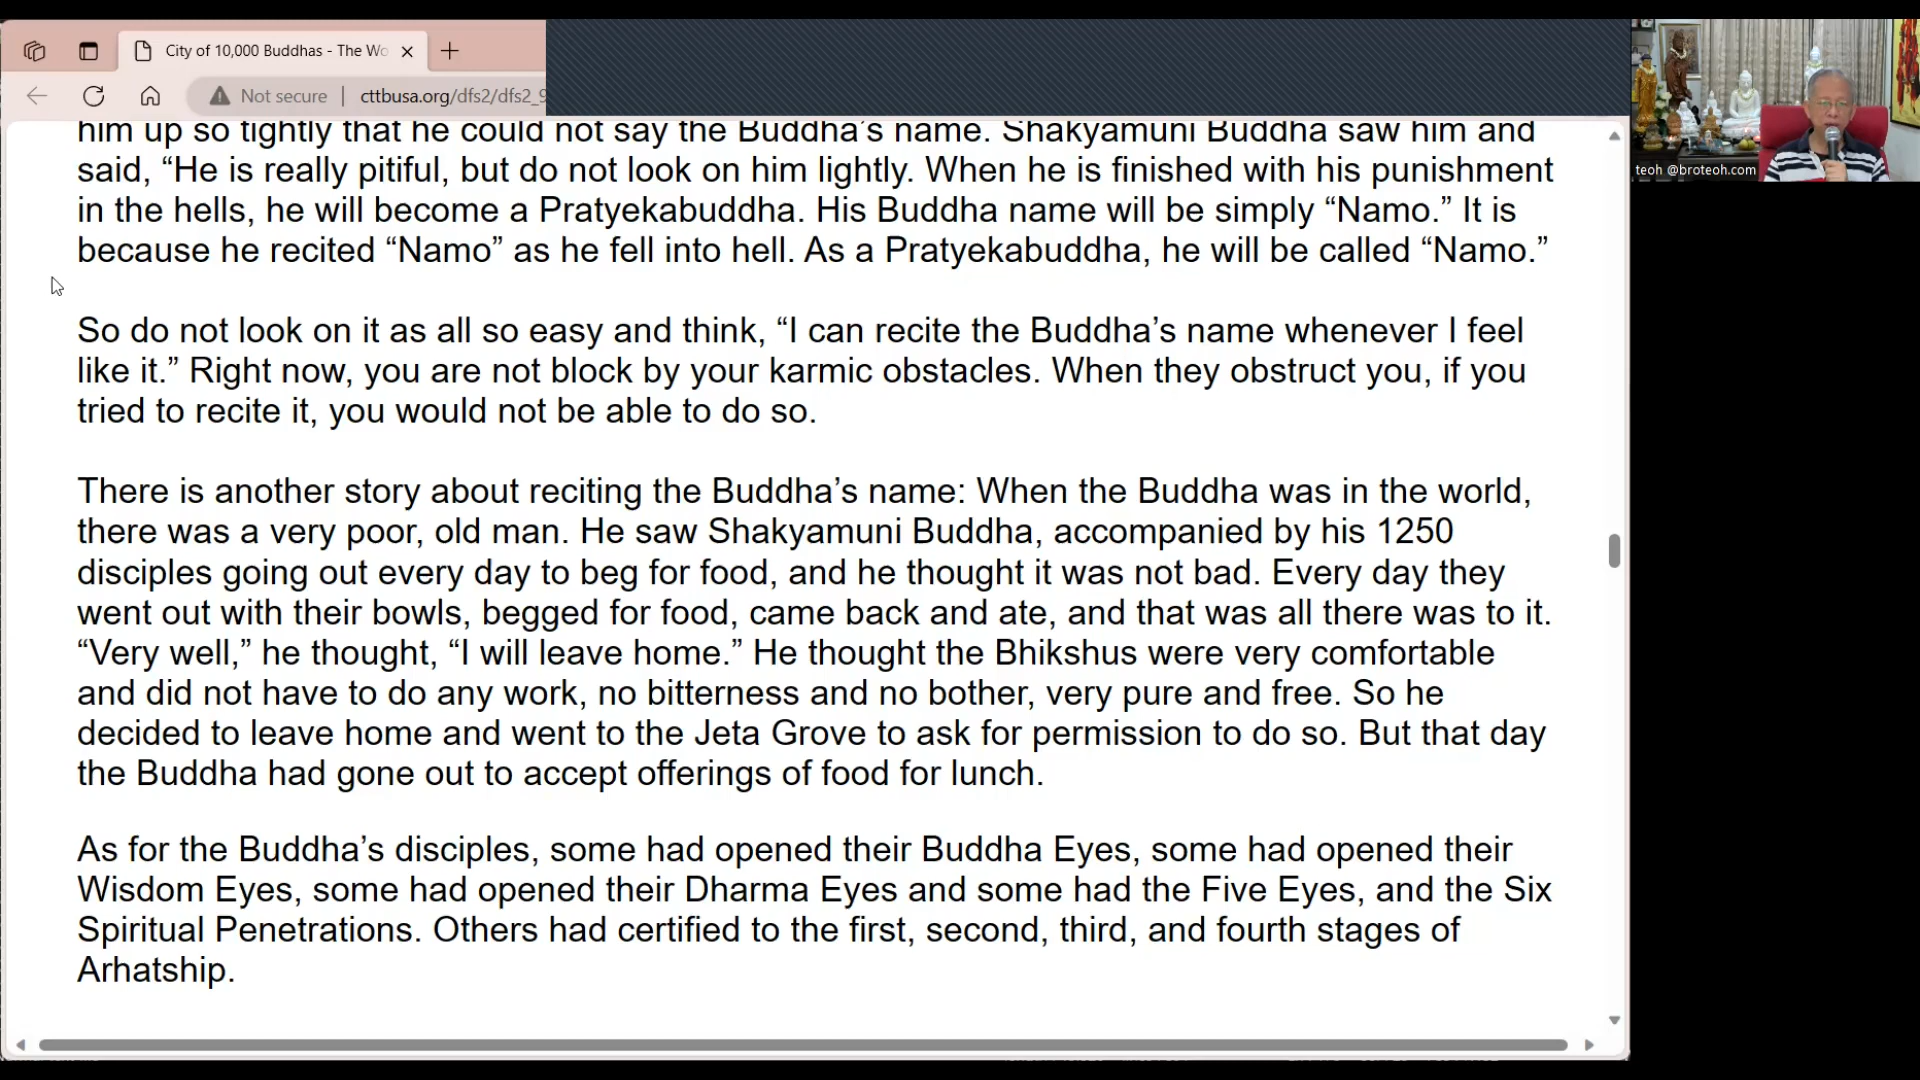 City of 10,000 Buddhas - The Wo
Not secure | cttbusa.org/dfs2/dfs2_9
teoh @broteoh.com
him up so tightly that he could not say the Buddha’s name. Shakyamuni Buddha saw him and
said, “He is really pitiful, but do not look on him lightly. When he is finished with his punishment
in the hells, he will become a Pratyekabuddha. His Buddha name will be simply “Namo.” It is
because he recited “Namo” as he fell into hell. As a Pratyekabuddha, he will be called “Namo.”
So do not look on it as all so easy and think, “I can recite the Buddha’s name whenever I feel
like it.” Right now, you are not block by your karmic obstacles. When they obstruct you, if you
tried to recite it, you would not be able to do so.
There is another story about reciting the Buddha’s name: When the Buddha was in the world,
there was a very poor, old man. He saw Shakyamuni Buddha, accompanied by his 1250
disciples going out every day to beg for food, and he thought it was not bad. Every day they
went out with their bowls, begged for food, came back and ate, and that was all there was to it.
“Very well,” he thought, “I will leave home.” He thought the Bhikshus were very comfortable
and did not have to do any work, no bitterness and no bother, very pure and free. So he
decided to leave home and went to the Jeta Grove to ask for permission to do so. But that day
the Buddha had gone out to accept offerings of food for lunch.
As for the Buddha’s disciples, some had opened their Buddha Eyes, some had opened their
Wisdom Eyes, some had opened their Dharma Eyes and some had the Five Eyes, and the Six
Spiritual Penetrations. Others had certified to the first, second, third, and fourth stages of
Arhatship.